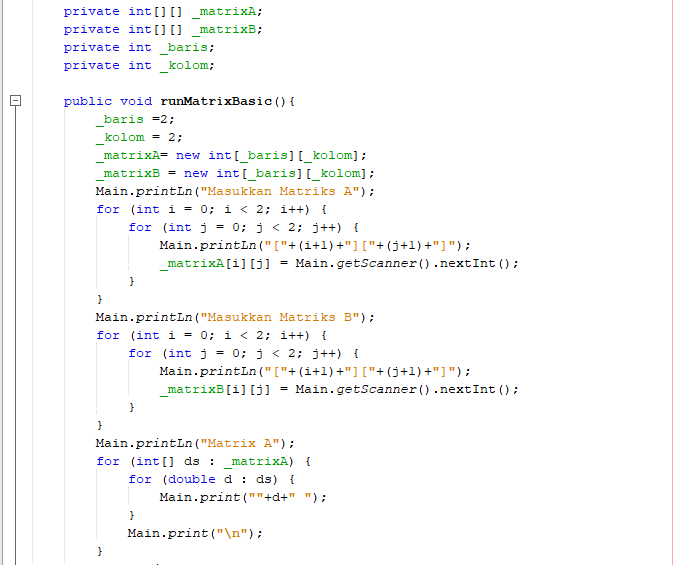 private int[][] _matrixA;
private int[][] _matrixB;
private int _baris;
private int _kolom;
public void runMatrixBasic(){
_baris =2;
_kolom = 2;
_matrixA= new int[_baris][_kolom];
_matrixB = new int[_baris][_kolom];
Main.printLn("Masukkan Matriks A");
for (int i = 0; i < 2; i++) {
for (int j = 0; j < 2; j++) {
Main.printLn("["+(i+1)+"]["+(j+1)+"]");
_matrixA[i][j] = Main.getScanner().nextInt();
}
}
Main.printLn("Masukkan Matriks B");
for (int i = 0; i < 2; i++) {
for (int j = 0; j < 2; j++) {
Main.printLn("["+(i+1)+"]["+(j+1)+"]");
_matrixB[i][j] = Main.getScanner().nextInt();
}
}
Main.printLn("Matrix A");
for (int[] ds : _matrixA) {
for (double d : ds) {
Main.print(""+d+" ");
}
Main.print("\n");
}